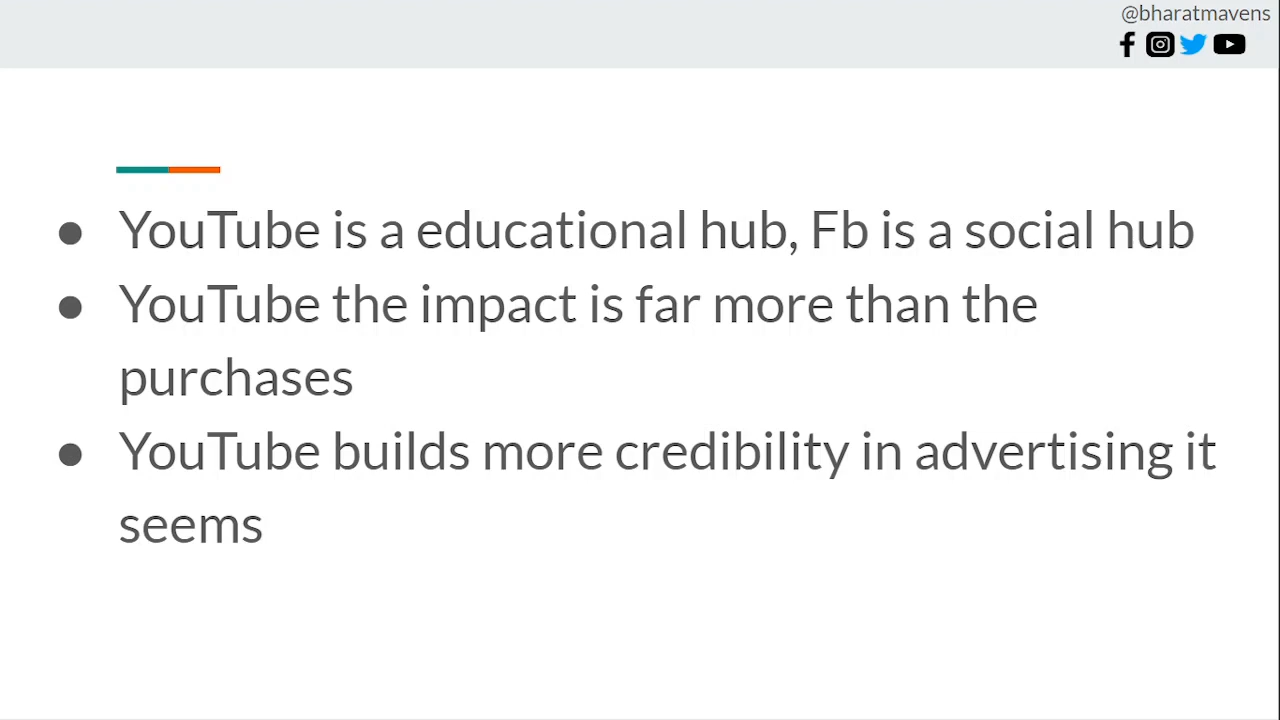 @bharatmavens
● YouTube is a educational hub, Fb is a social hub
● YouTube the impact is far more than the
purchases
● YouTube builds more credibility in advertising it
seems